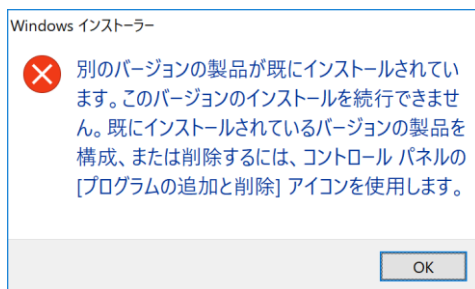 Windows インストーラー
別のバージョンの製品が既にインストールされてい
ます。このバージョンのインストールを続行できませ
ん。既にインストールされているバージョンの製品を
構成、または削除するには、コントロール パネルの
[プログラムの追加と削除] アイコンを使用します。
OK